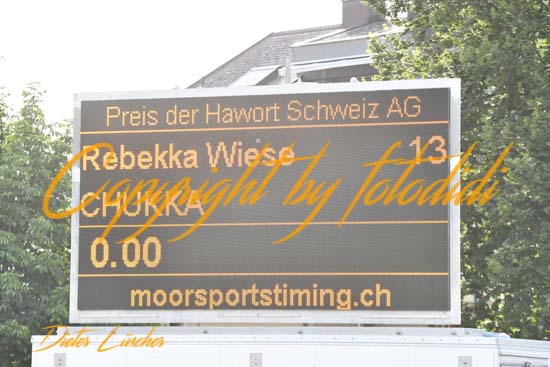 Preis der Hawort Schweiz AG
Rebekka Wiese 13
Copyright by fotodidi
CHUKKA
0.00
moorsportstiming.ch
Dieter Lüscher